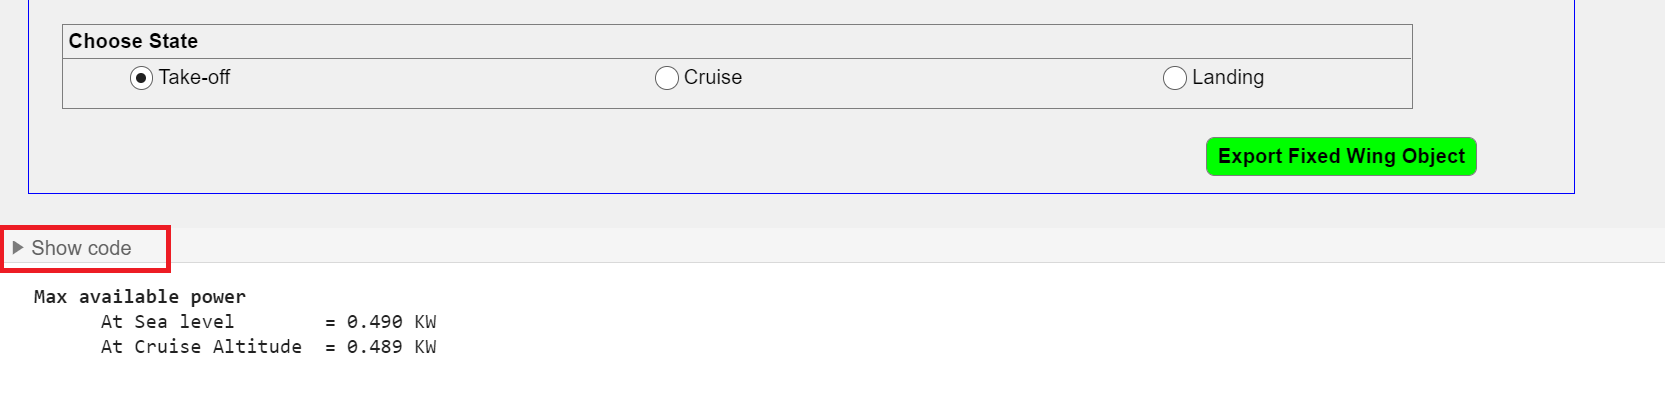 Choose State
Take-off Cruise Landing
Export Fixed Wing Object
Show code
Max available power
At Sea level = 0.490 KW
At Cruise Altitude = 0.489 KW